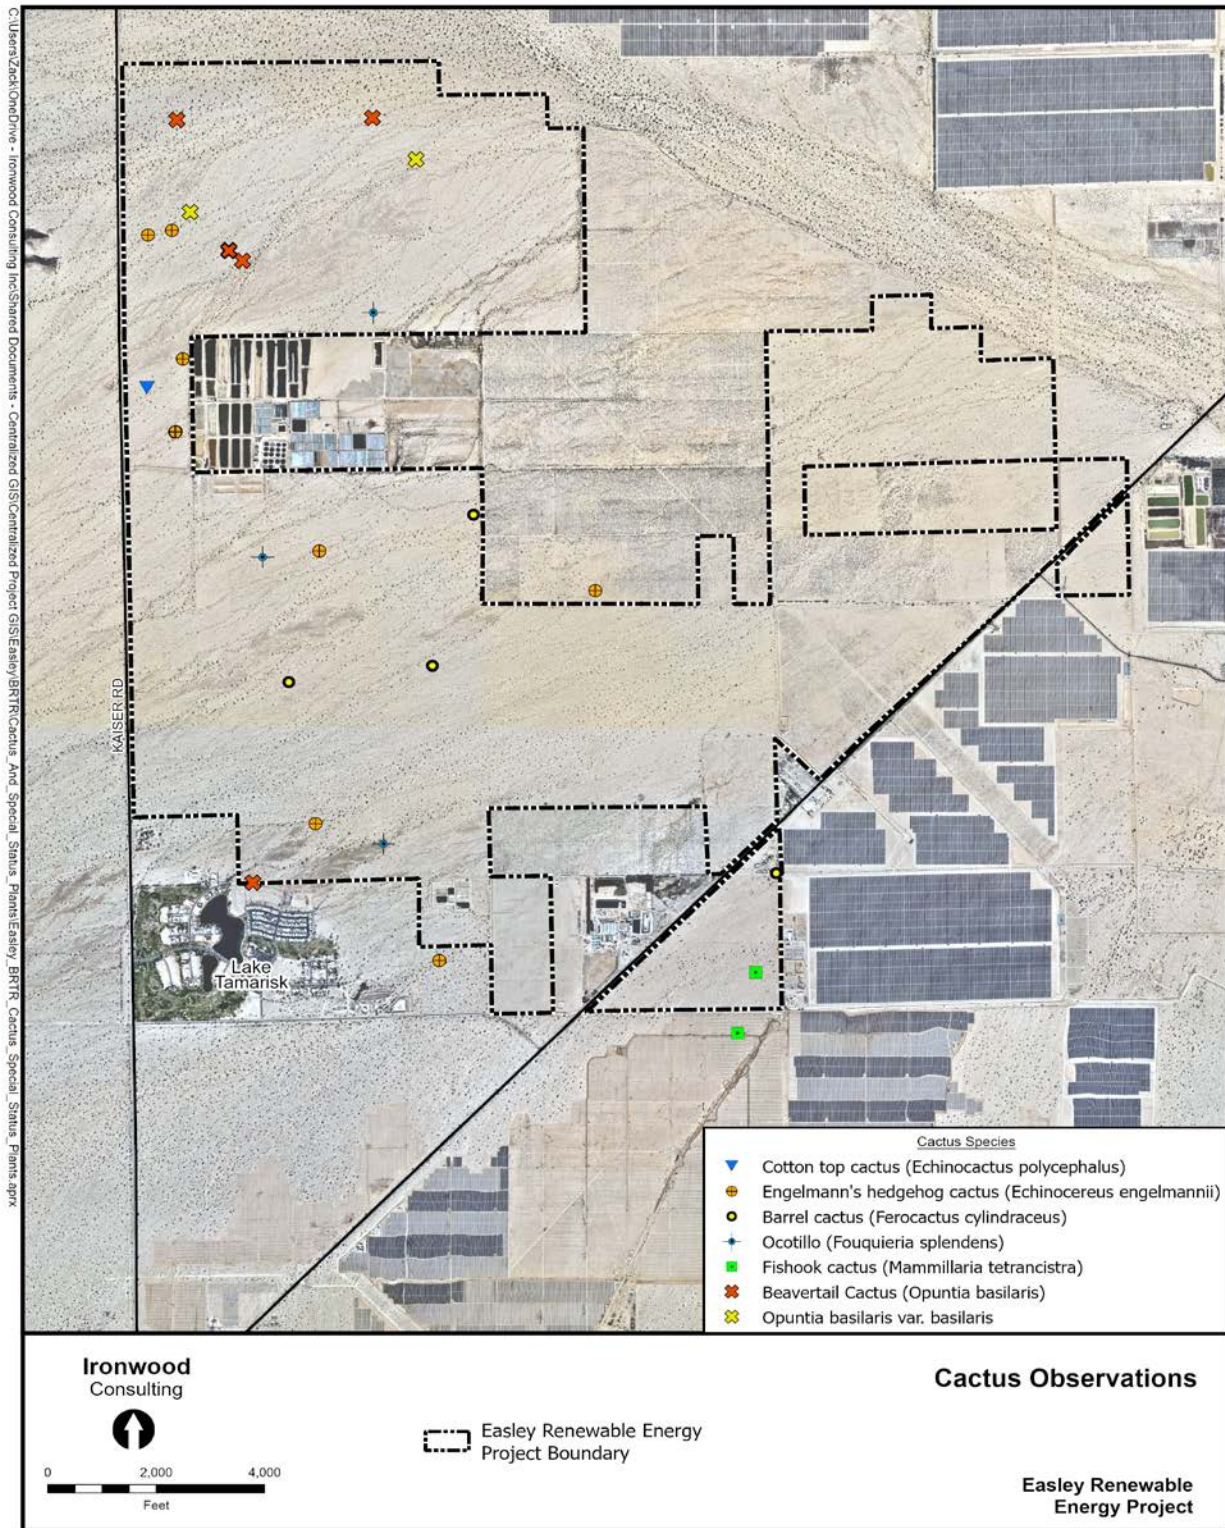 C:\Users\Zack\OneDrive - Ironwood Consulting Inc\Shared Documents - Centralized GIS\Centralized Project GIS\Easley\BRTR\Cactus_And_Special_Status_Plants\Easley_BRTR_Cactus_Special_Status_Plants.aprx
KAISER RD
Lake
Tamarisk
Cactus Species
Cotton top cactus (Echinocactus polycephalus)
Engelmann's hedgehog cactus (Echinocereus engelmannii)
Barrel cactus (Ferocactus cylindraceus)
Ocotillo (Fouquieria splendens)
Fishook cactus (Mammillaria tetrancistra)
Beavertail Cactus (Opuntia basilaris)
Opuntia basilaris var. basilaris
Ironwood
Consulting
0 2,000 4,000
Feet
Easley Renewable Energy
Project Boundary
Cactus Observations
Easley Renewable
Energy Project